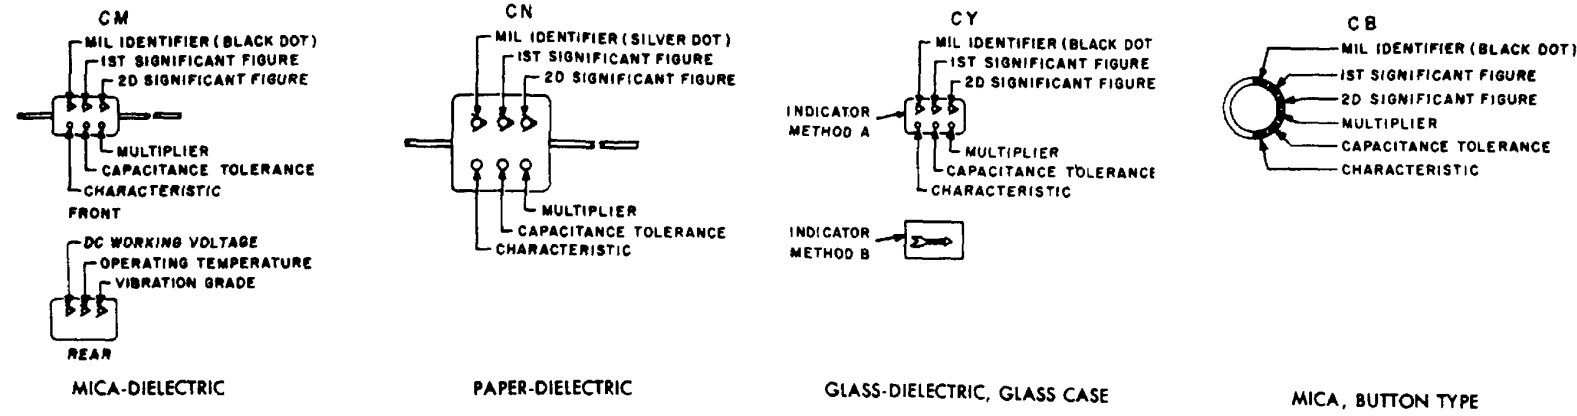 CM
MIL IDENTIFIER (BLACK DOT)
1ST SIGNIFICANT FIGURE
2D SIGNIFICANT FIGURE
MULTIPLIER
CAPACITANCE TOLERANCE
CHARACTERISTIC
FRONT
DC WORKING VOLTAGE
OPERATING TEMPERATURE
VIBRATION GRADE
REAR
MICA-DIELECTRIC
CN
MIL IDENTIFIER (SILVER DOT)
1ST SIGNIFICANT FIGURE
2D SIGNIFICANT FIGURE
MULTIPLIER
CAPACITANCE TOLERANCE
CHARACTERISTIC
PAPER-DIELECTRIC
CY
MIL IDENTIFIER (BLACK DOT
1ST SIGNIFICANT FIGURE
2D SIGNIFICANT FIGURE
INDICATOR
METHOD A
MULTIPLIER
CAPACITANCE TOLERANCE
CHARACTERISTIC
INDICATOR
METHOD B
GLASS-DIELECTRIC, GLASS CASE
CB
MIL IDENTIFIER (BLACK DOT)
1ST SIGNIFICANT FIGURE
2D SIGNIFICANT FIGURE
MULTIPLIER
CAPACITANCE TOLERANCE
CHARACTERISTIC
MICA, BUTTON TYPE